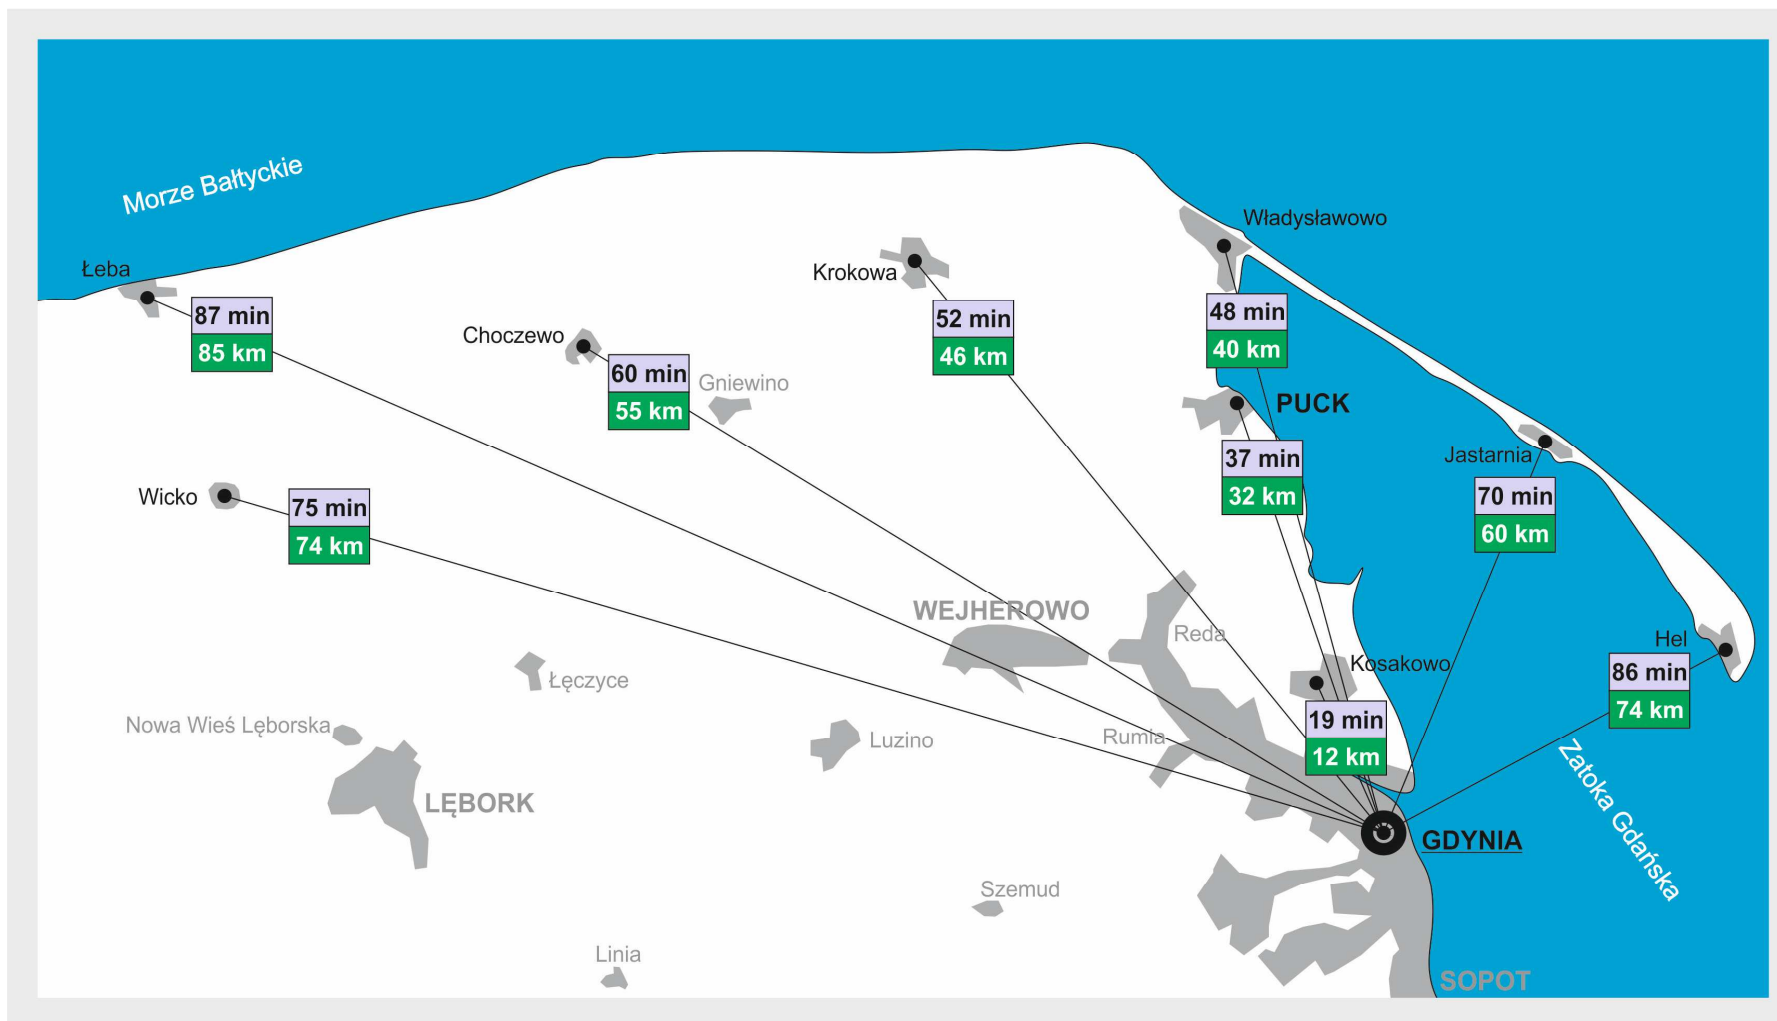 Morze Bałtyckie
Władysławowo
Łeba
Krokowa
87 min
85 km
Choczewo
52 min
46 km
48 min
40 km
60 min
55 km
Gniewino
PUCK
Jastarnia
37 min
32 km
70 min
60 km
Wicko
75 min
74 km
WEJHEROWO
Reda
Hel
Kosakowo
86 min
74 km
Łęczyce
Nowa Wieś Lęborska
Luzino
Rumia
19 min
12 km
Zatoka Gdańska
LĘBORK
GDYNIA
Szemud
Linia
SOPOT